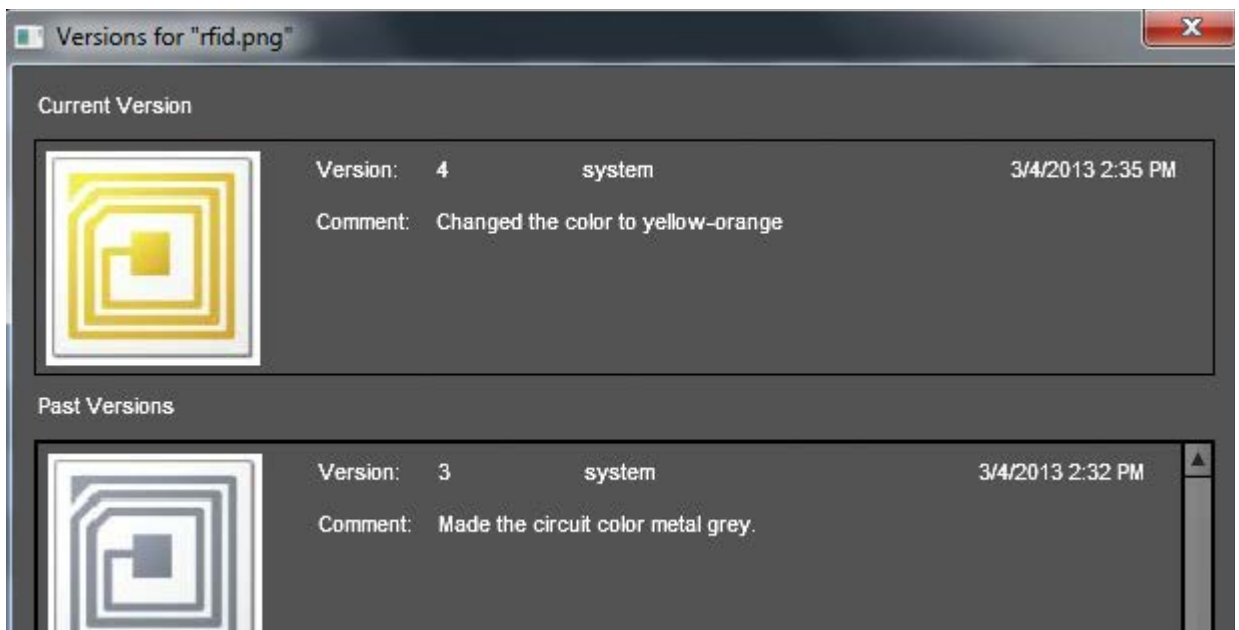 Versions for "rfid.png"
Current Version
Version: 4 system 3/4/2013 2:35 PM
Comment: Changed the color to yellow-orange
Past Versions
Version: 3 system 3/4/2013 2:32 PM
Comment: Made the circuit color metal grey.